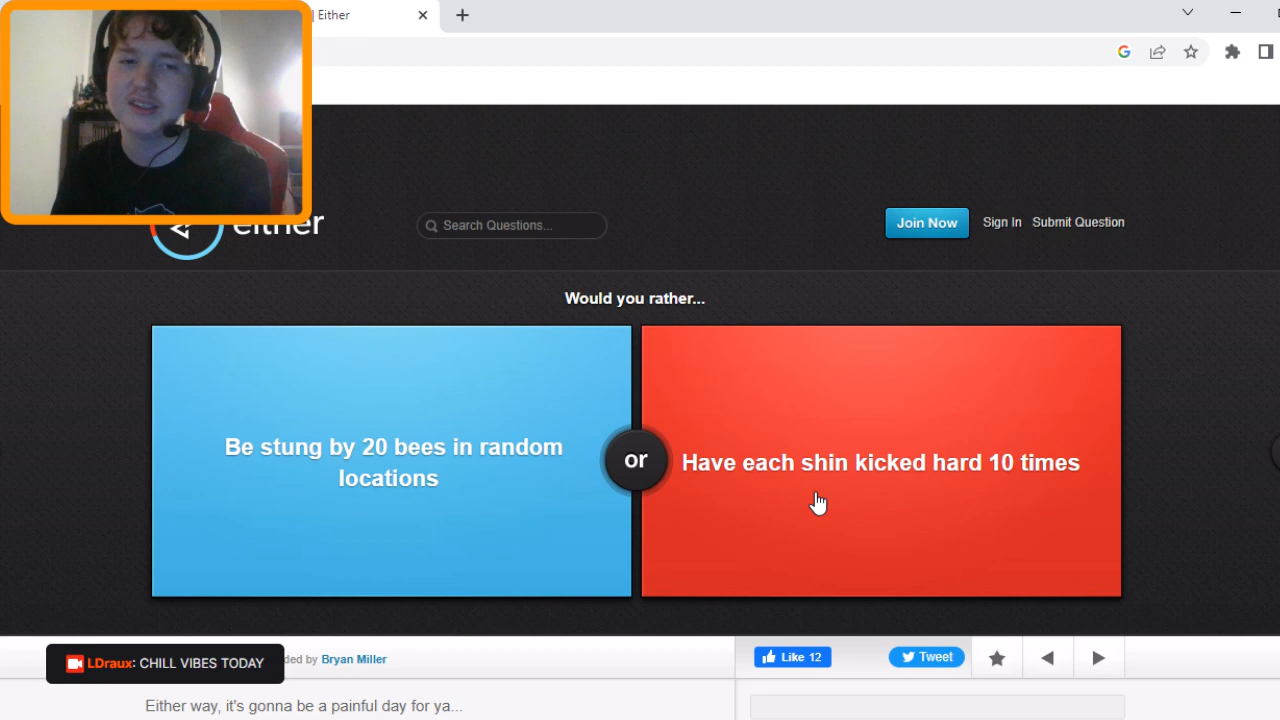 | Either
either
Search Questions...
Join Now
Sign In
Submit Question
Would you rather...
Be stung by 20 bees in random
locations
or
Have each shin kicked hard 10 times
LDraux: CHILL VIBES TODAY
Bryan Miller
Like 12
Tweet
Either way, it's gonna be a painful day for ya...